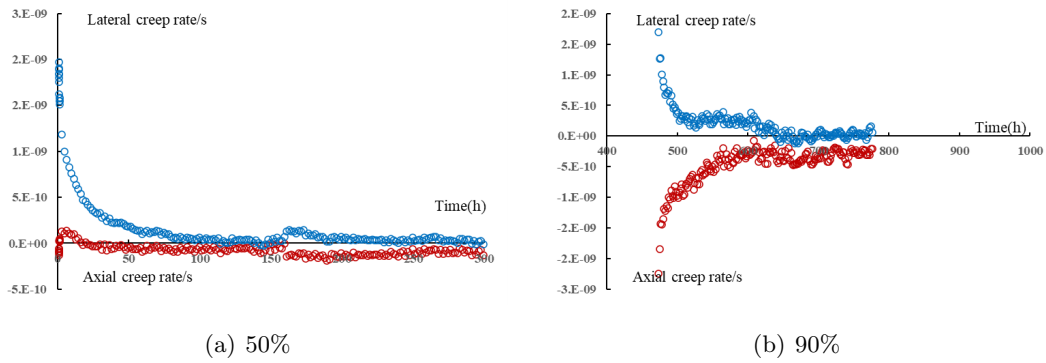 Lateral creep rate/s
2.E-09
2.E-09
1.E-09
5.E-10
0.E+00
-5.E-10
0 50 100 150 200 250 300
Time(h)
Axial creep rate/s
(a) 50%
Lateral creep rate/s
2.E-09
1.E-09
1.E-09
5.E-10
0.E+00
-5.E-10
-1.E-09
-2.E-09
-2.E-09
-3.E-09
400 500 600 700 800 900 1000
Time(h)
Axial creep rate/s
(b) 90%